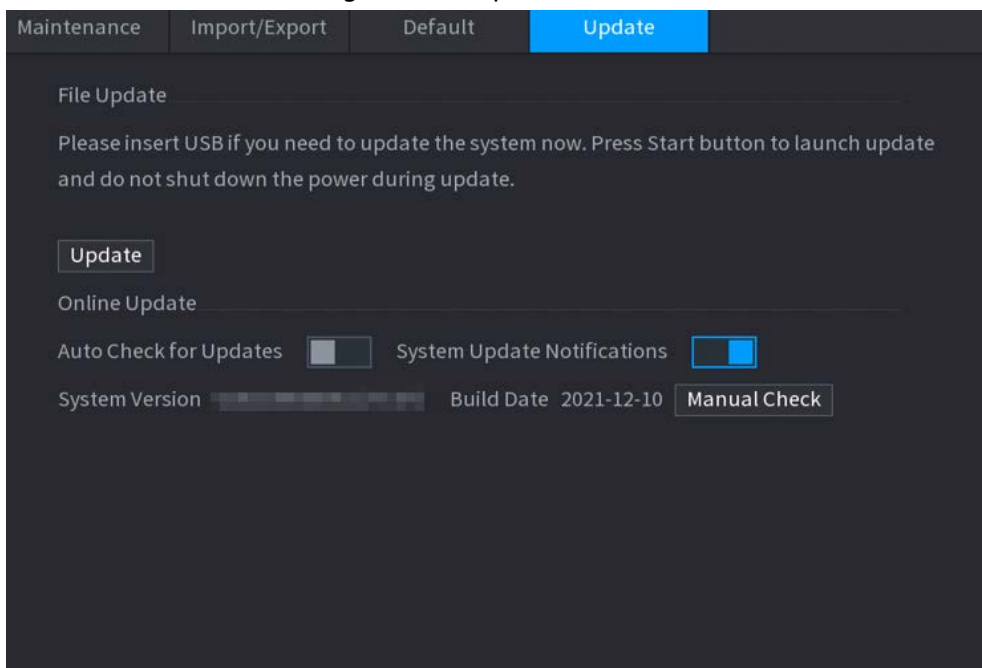 Maintenance Import/Export Default Update
File Update
Please insert USB if you need to update the system now. Press Start button to launch update
and do not shut down the power during update.
Update
Online Update
Auto Check for Updates System Update Notifications
System Version Build Date 2021-12-10 Manual Check